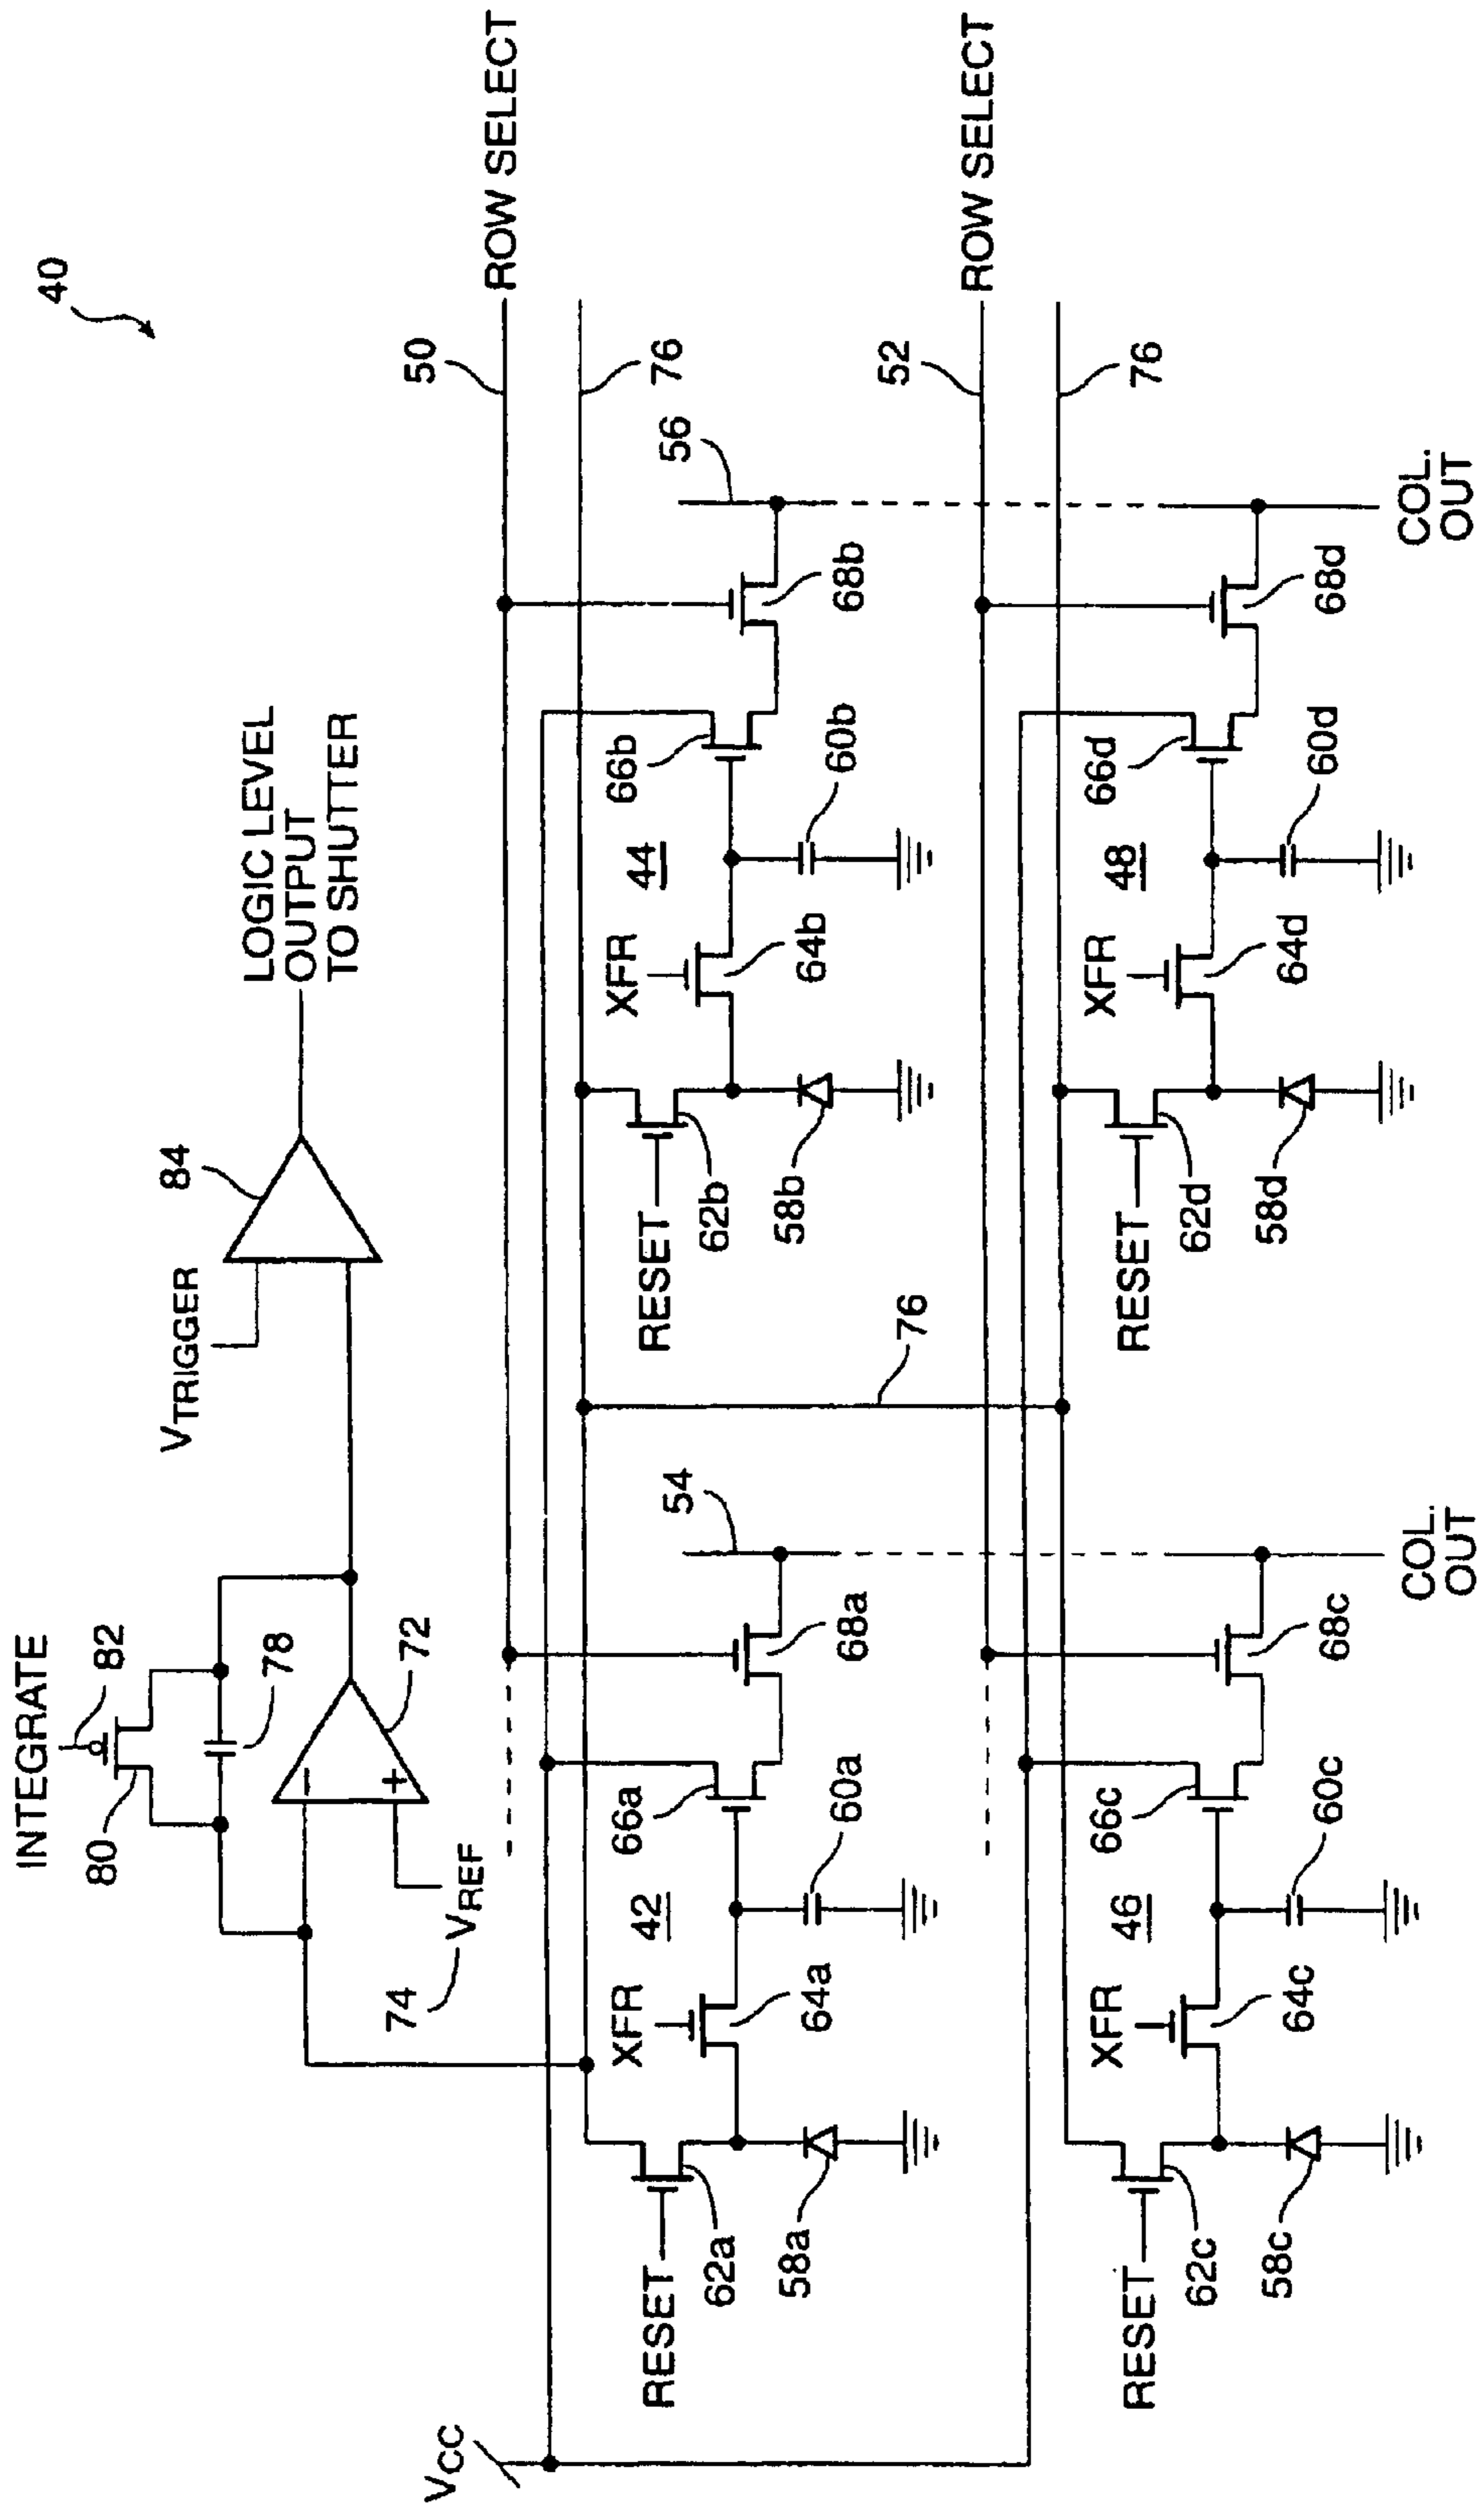 40
INTEGRATE
82
80
78
72
74
VREF
VTRIGGER
84
LOGIC LEVEL
OUTPUT
TO SHUTTER
VCC
50
ROW SELECT
76
54
56
RESET
62a
58a
XFR
64a
42
60a
66a
68a
RESET
62b
58b
XFR
64b
44
60b
66b
68b
76
52
ROW SELECT
76
RESET
62c
58c
XFR
64c
46
60c
66c
68c
COL.
OUT
RESET
62d
58d
XFR
64d
48
60d
66d
68d
COL.
OUT